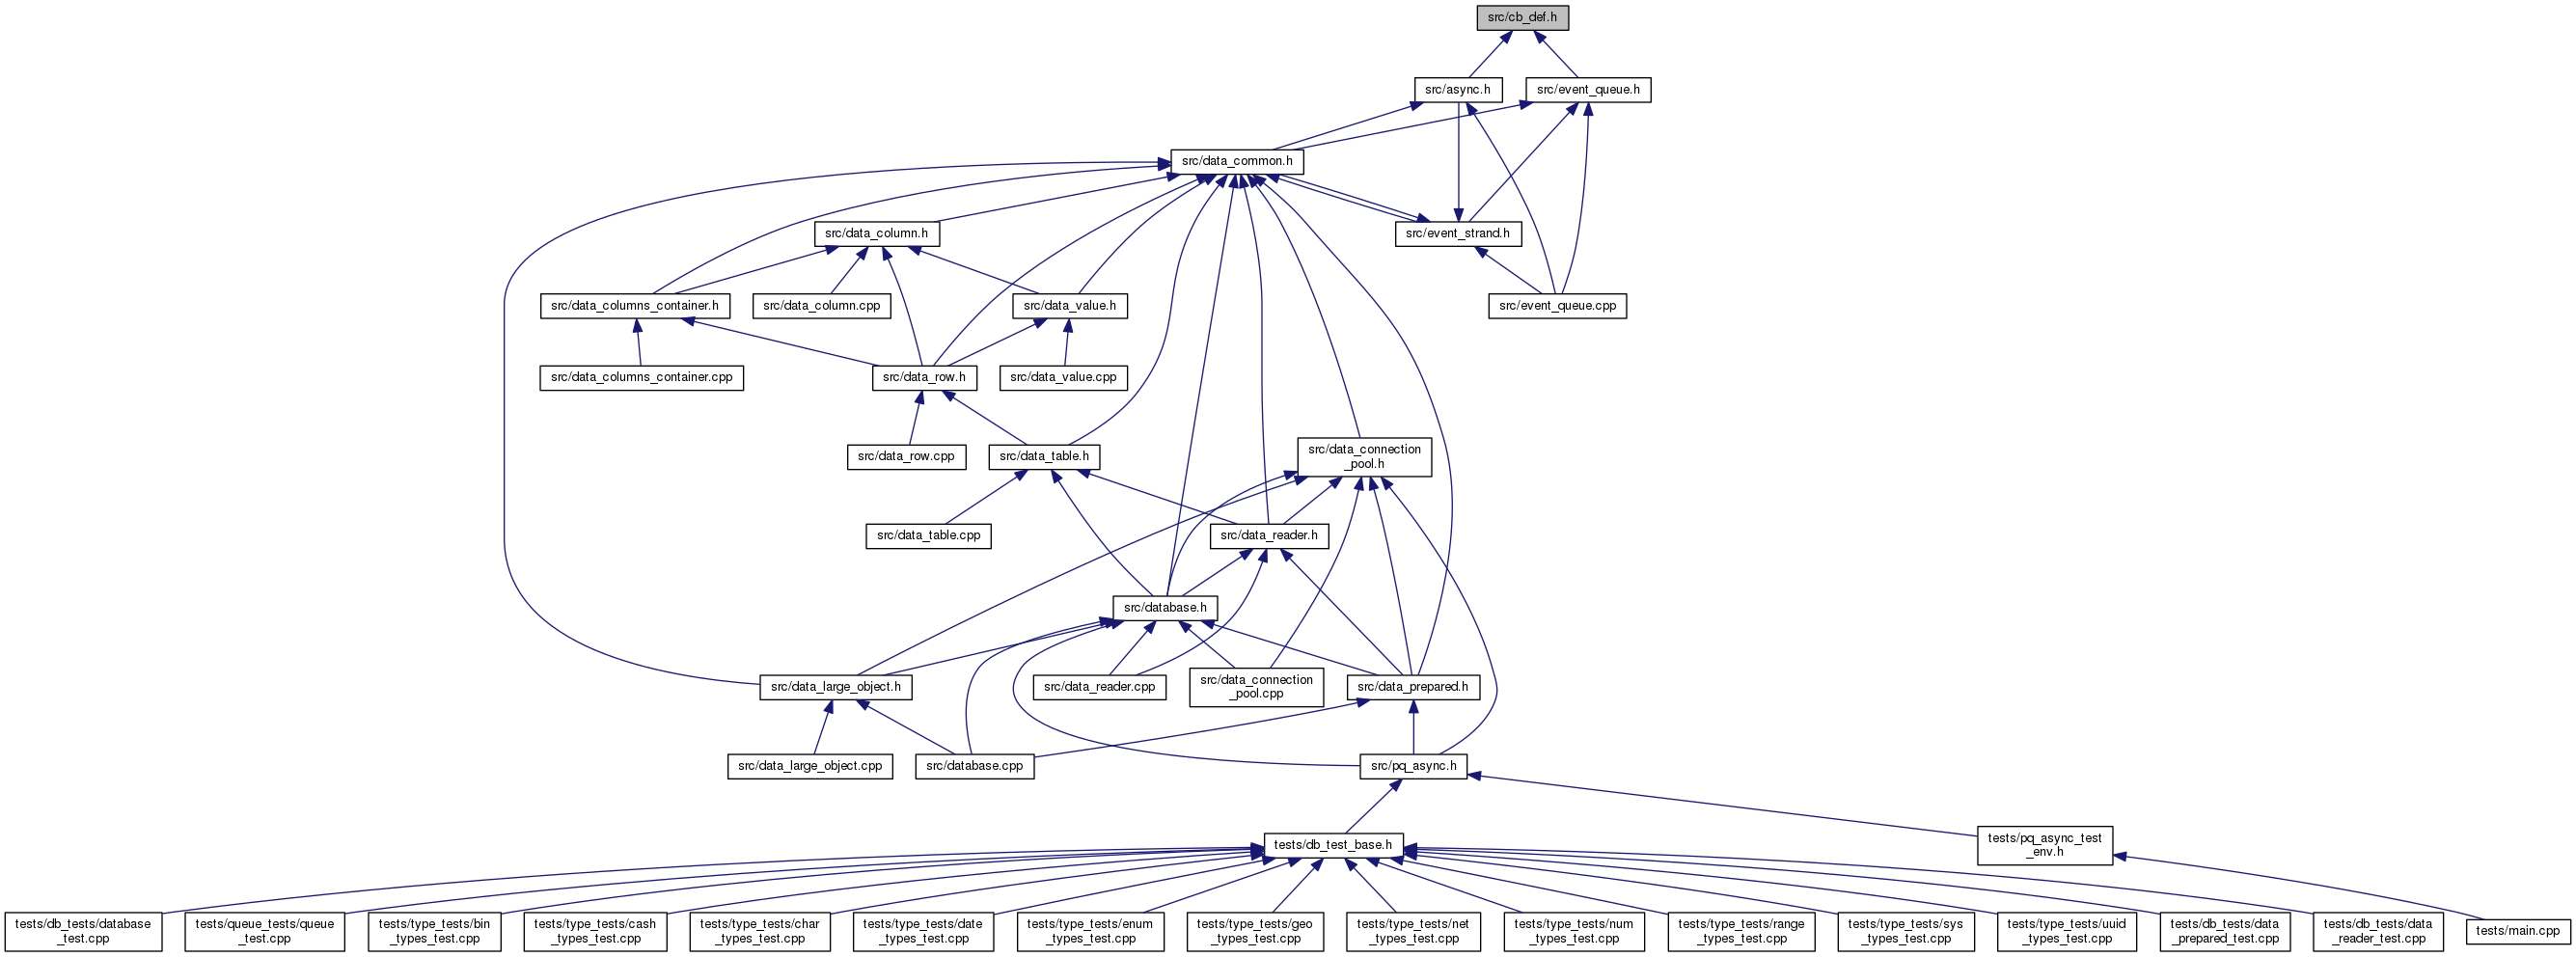 src/cb_def.h
src/async.h
src/event_queue.h
src/data_common.h
src/data_column.h
src/event_strand.h
src/data_columns_container.h
src/data_column.cpp
src/data_value.h
src/event_queue.cpp
src/data_columns_container.cpp
src/data_row.h
src/data_value.cpp
src/data_row.cpp
src/data_table.h
src/data_connection
_pool.h
src/data_table.cpp
src/data_reader.h
src/database.h
src/data_large_object.h
src/data_reader.cpp
src/data_connection
_pool.cpp
src/data_prepared.h
src/data_large_object.cpp
src/database.cpp
src/pq_async.h
tests/db_test_base.h
tests/pq_async_test
_env.h
tests/db_tests/database
_test.cpp
tests/queue_tests/queue
_test.cpp
tests/type_tests/bin
_types_test.cpp
tests/type_tests/cash
_types_test.cpp
tests/type_tests/char
_types_test.cpp
tests/type_tests/date
_types_test.cpp
tests/type_tests/enum
_types_test.cpp
tests/type_tests/geo
_types_test.cpp
tests/type_tests/net
_types_test.cpp
tests/type_tests/num
_types_test.cpp
tests/type_tests/range
_types_test.cpp
tests/type_tests/sys
_types_test.cpp
tests/type_tests/uuid
_types_test.cpp
tests/db_tests/data
_prepared_test.cpp
tests/db_tests/data
_reader_test.cpp
tests/main.cpp